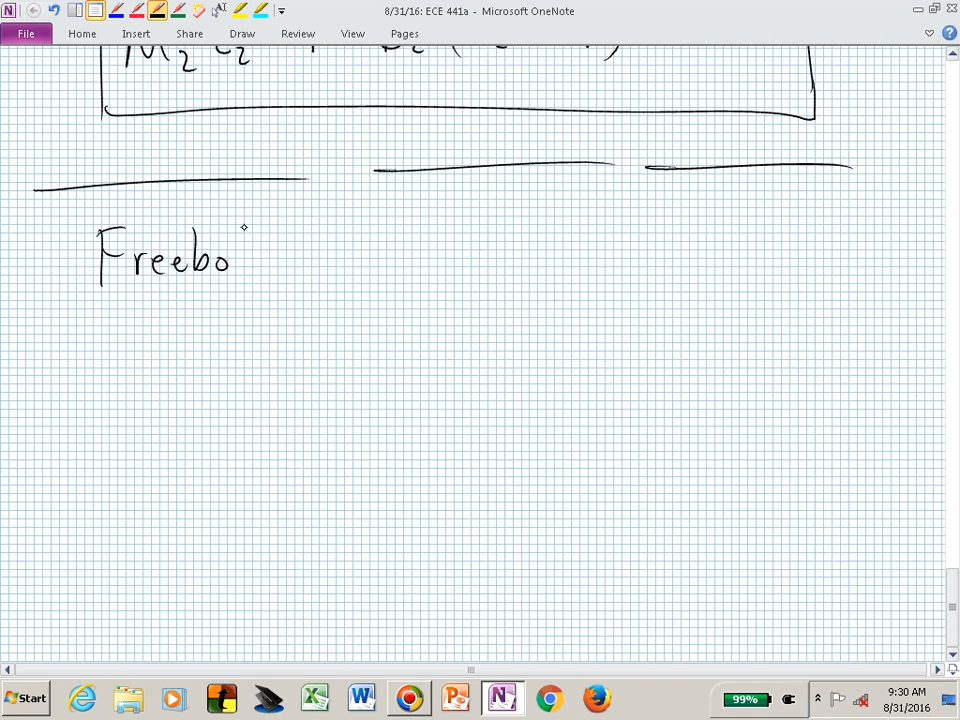 8/31/16: ECE 441a - Microsoft OneNote
File Home Insert Share Draw Review View Pages
Freebo
Start
99%
9:30 AM
8/31/2016